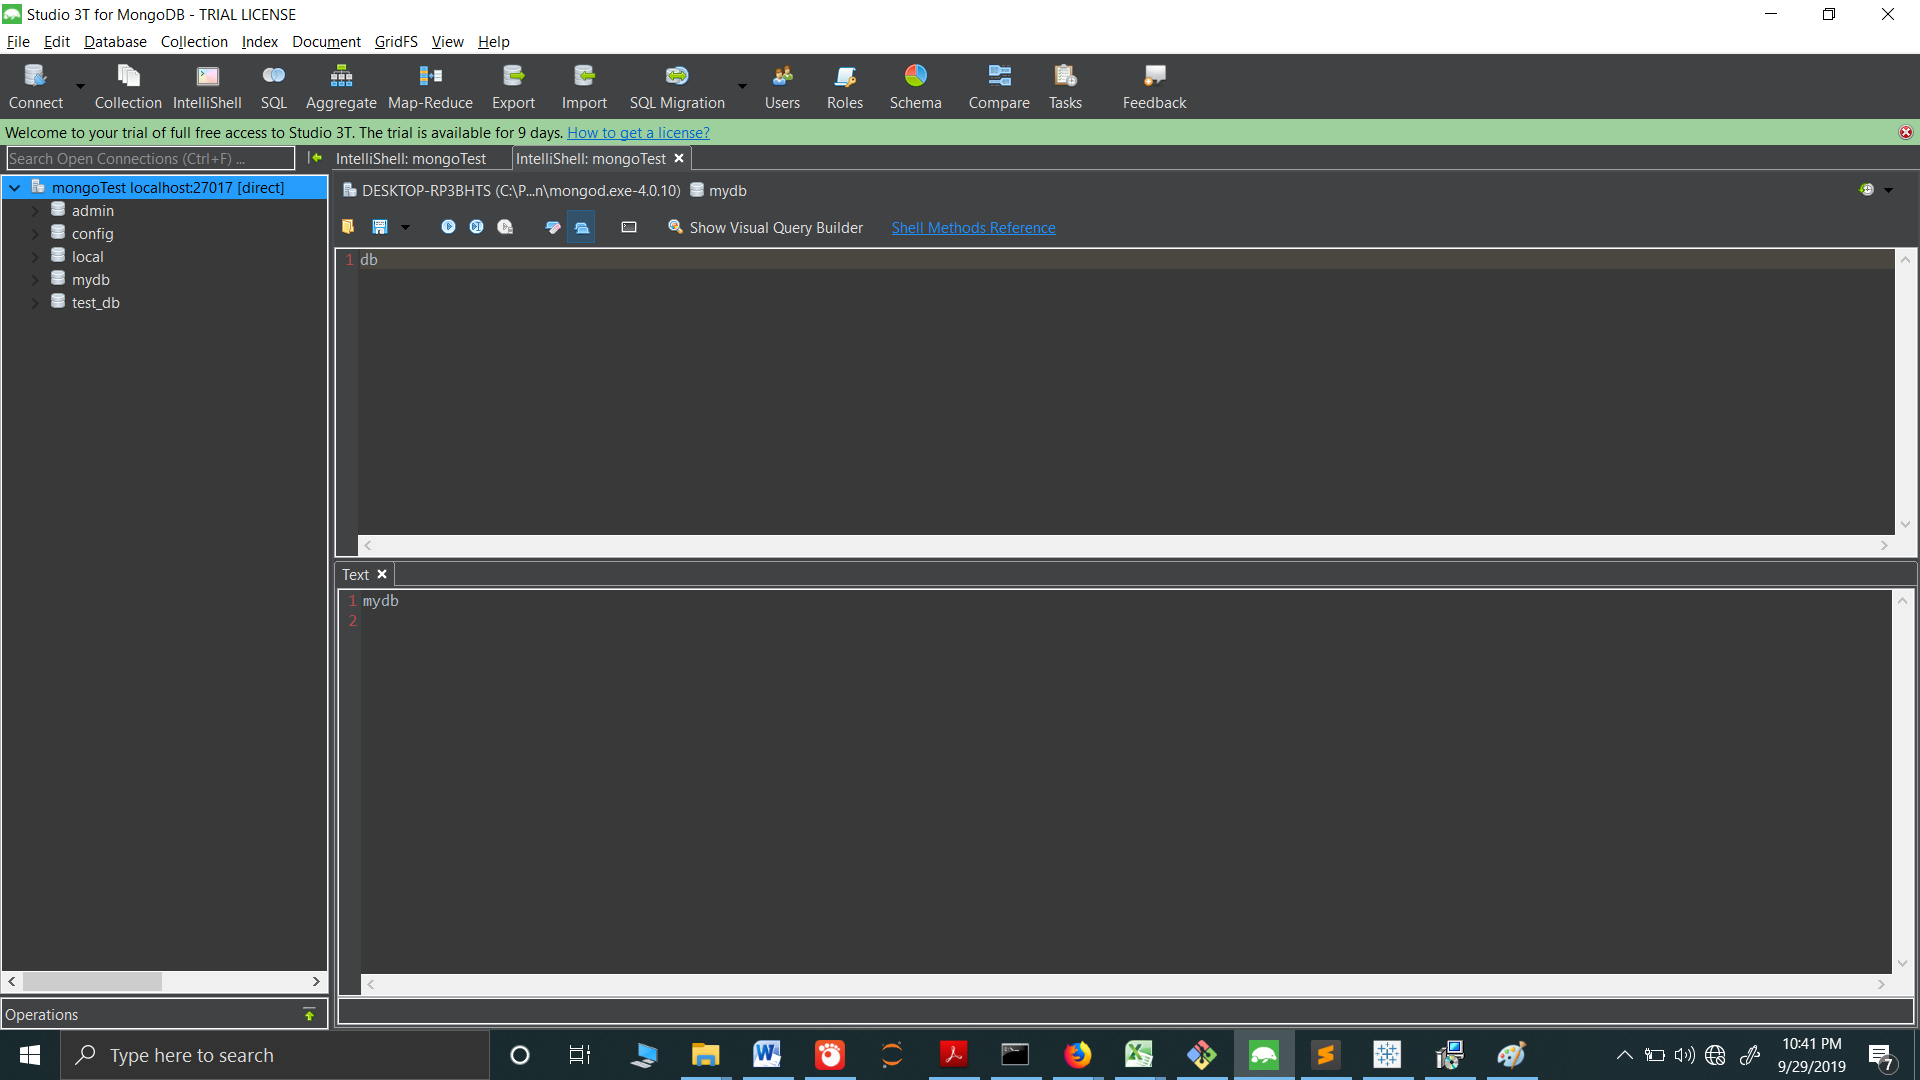 Studio 3T for MongoDB - TRIAL LICENSE
File Edit Database Collection Index Document GridFS View Help
Connect Collection IntelliShell SQL Aggregate Map-Reduce Export Import SQL Migration Users Roles Schema Compare Tasks Feedback
Welcome to your trial of full free access to Studio 3T. The trial is available for 9 days. How to get a license?
Search Open Connections (Ctrl+F) ...
IntelliShell: mongoTest
IntelliShell: mongoTest
mongoTest localhost:27017 [direct]
admin
config
local
mydb
test_db
DESKTOP-RP3BHTS (C:\P...n\mongod.exe-4.0.10) mydb
Show Visual Query Builder Shell Methods Reference
1 db
Text
1 mydb
2
Operations
Type here to search
10:41 PM
9/29/2019
7